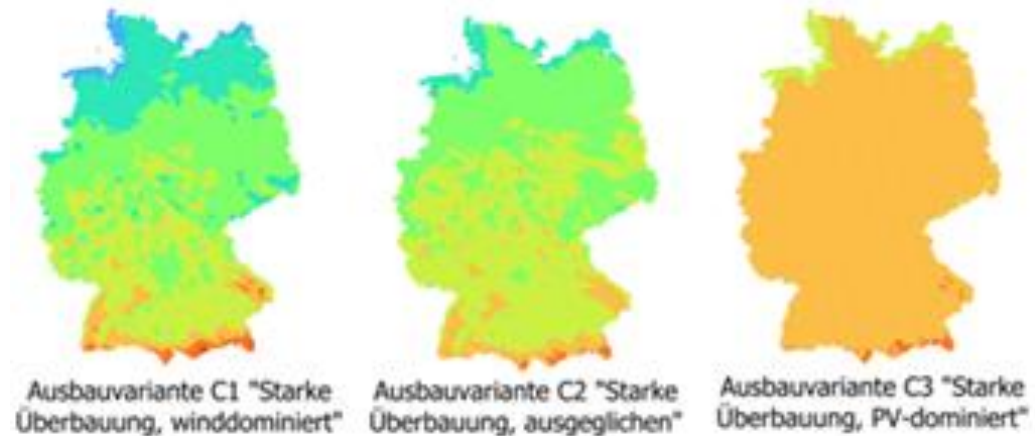 Ausbauvariante C1 "Starke
Überbauung, winddominiert"
Ausbauvariante C2 "Starke
Überbauung, ausgeglichen"
Ausbauvariante C3 "Starke
Überbauung, PV-dominiert"